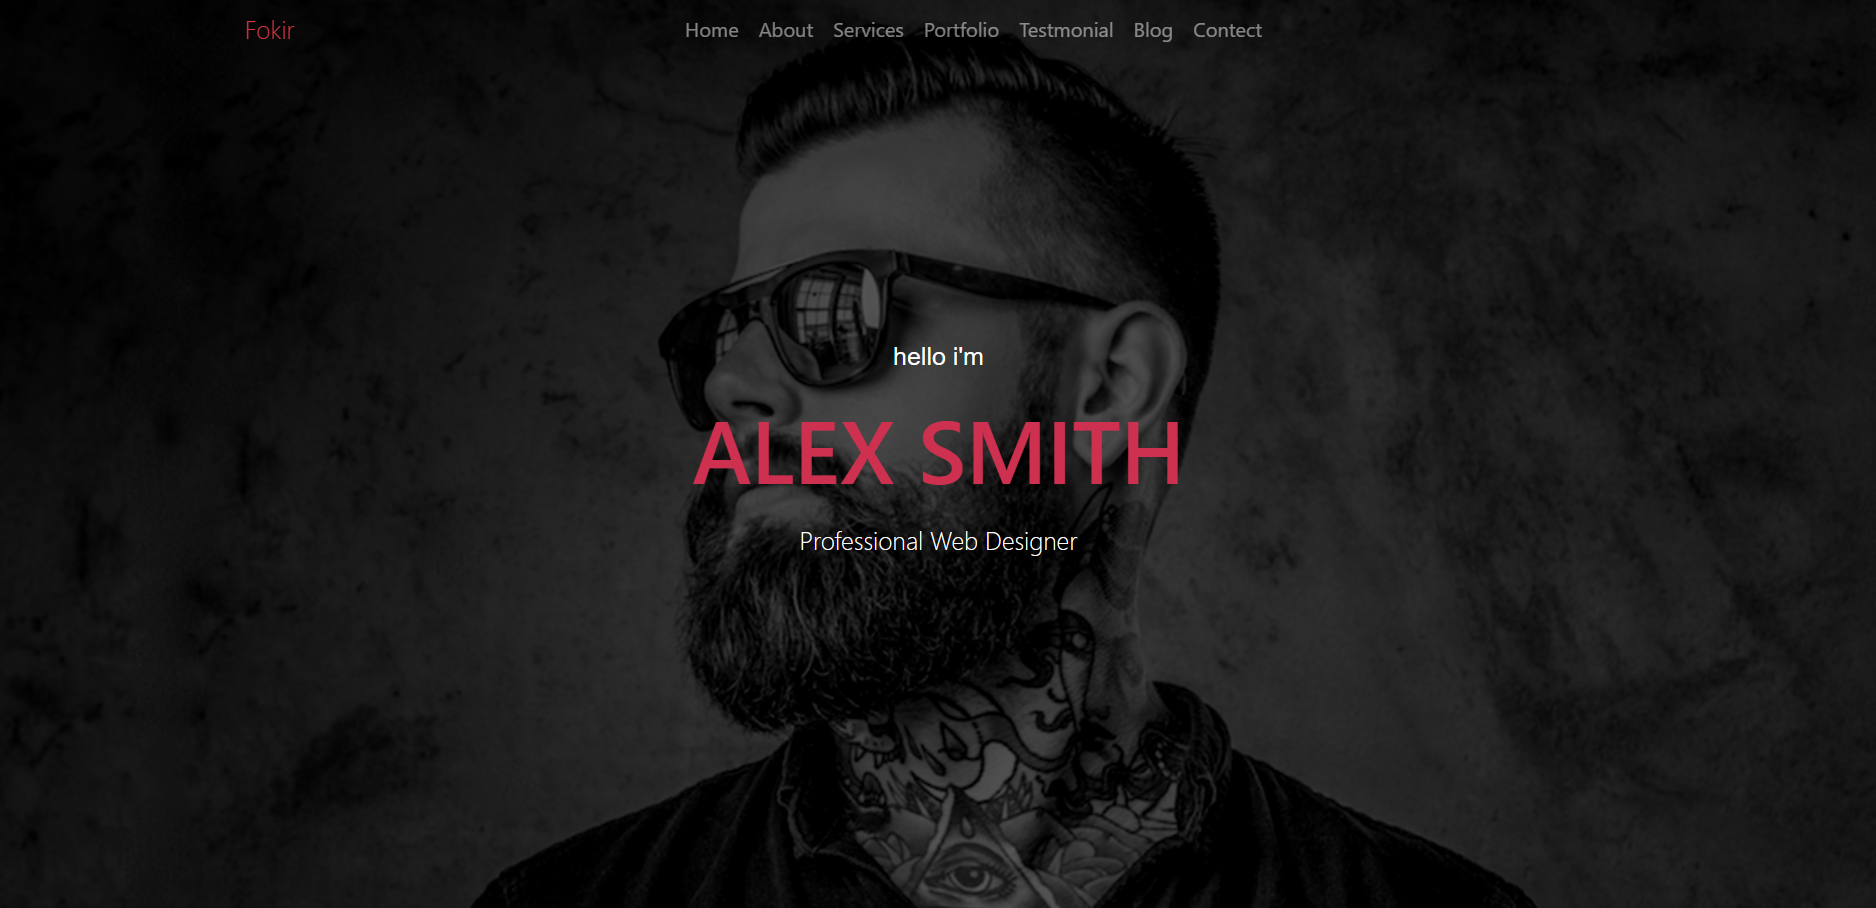 Fokir
Home About Services Portfolio Testmonial Blog Contect
hello i'm
ALEX SMITH
Professional Web Designer